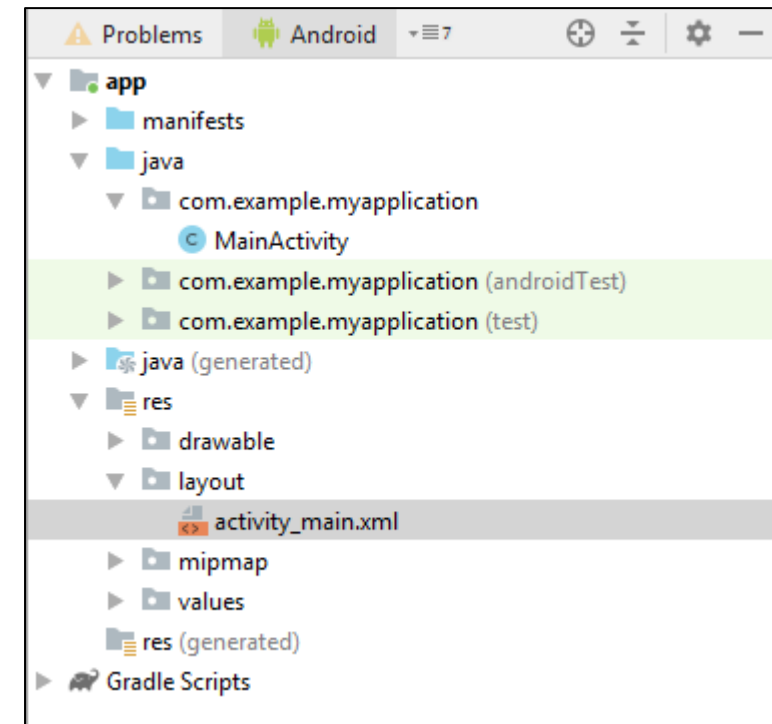 Problems Android 7
app
manifests
java
com.example.myapplication
C MainActivity
com.example.myapplication (androidTest)
com.example.myapplication (test)
java (generated)
res
drawable
layout
activity_main.xml
mipmap
values
res (generated)
Gradle Scripts